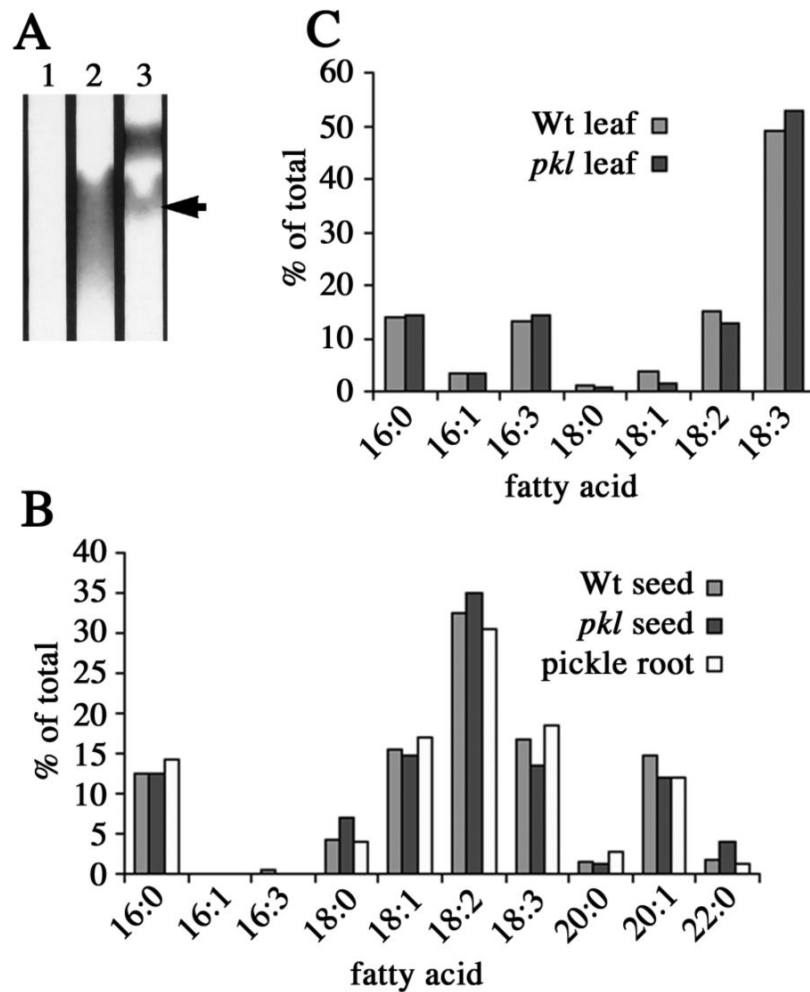 A
1 2 3
C
60
50
40
30
20
10
0
% of total
Wt leaf
pkl leaf
16:0 16:1 16:3 18:0 18:1 18:2 18:3
fatty acid
B
40
35
30
25
20
15
10
5
0
% of total
Wt seed
pkl seed
pickle root
16:0 16:1 16:3 18:0 18:1 18:2 18:3 20:0 20:1 22:0
fatty acid